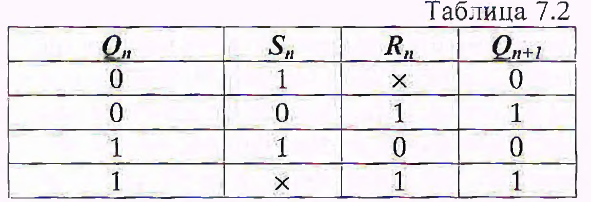 Таблица 7.2
Qn Sn Rn Qn+1
0 1 × 0
0 0 1 1
1 1 0 0
1 × 1 1